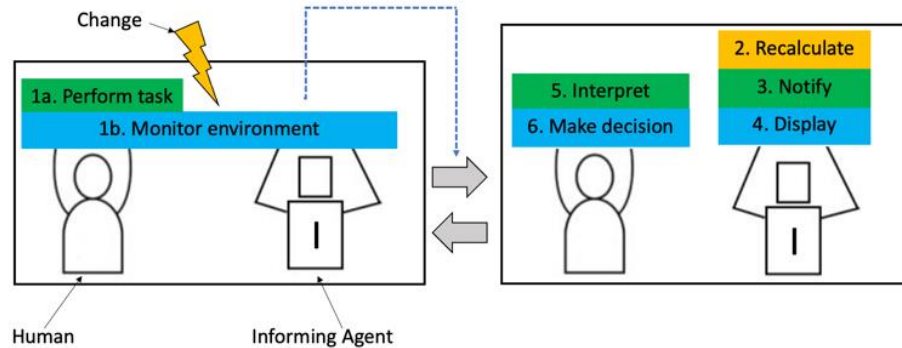 Change
1a. Perform task
1b. Monitor environment
Human
Informing Agent
2. Recalculate
5. Interpret
3. Notify
6. Make decision
4. Display
I
I